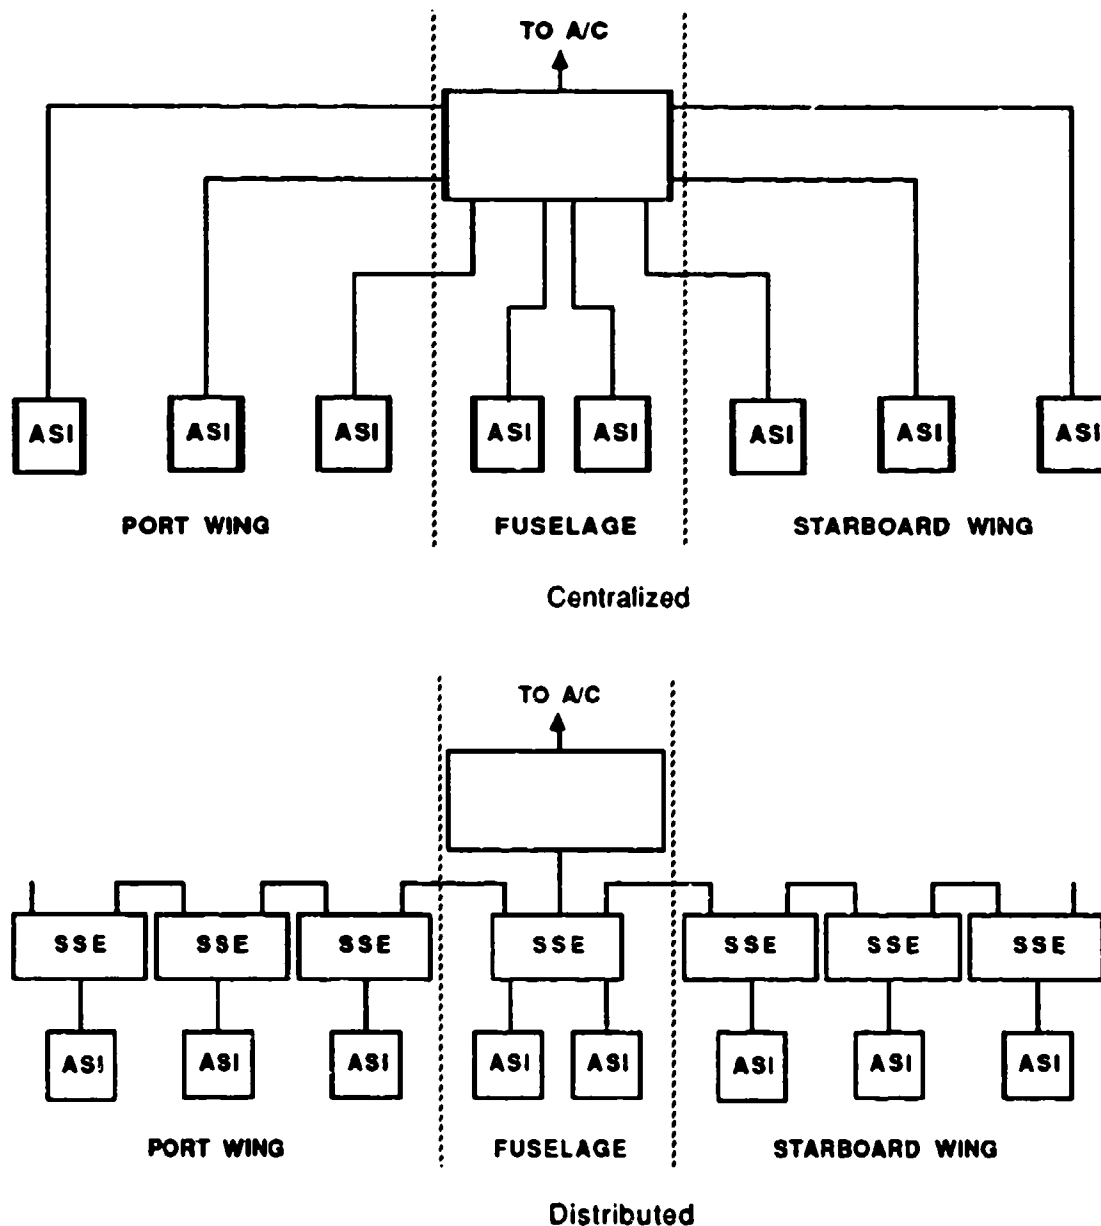 TO A/C
ASI ASI ASI ASI ASI ASI ASI ASI
PORT WING FUSELAGE STARBOARD WING
Centralized
TO A/C
SSE SSE SSE SSE SSE SSE SSE
ASI ASI ASI ASI ASI ASI ASI ASI
PORT WING FUSELAGE STARBOARD WING
Distributed